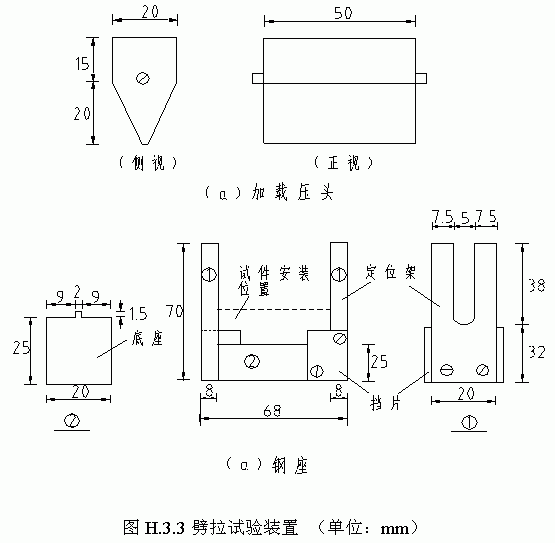 20
50
15
20
(侧视)
(正视)
(a)加载压头
7.5 5 7.5
试件安装
位置
定位架
① ①
70
38
9 2 9
1.5
25
底座
②
25
①
32
8 8
挡片
20
68
20
②
①
(a)钢座
图 H.3.3 劈拉试验装置 (单位:mm)